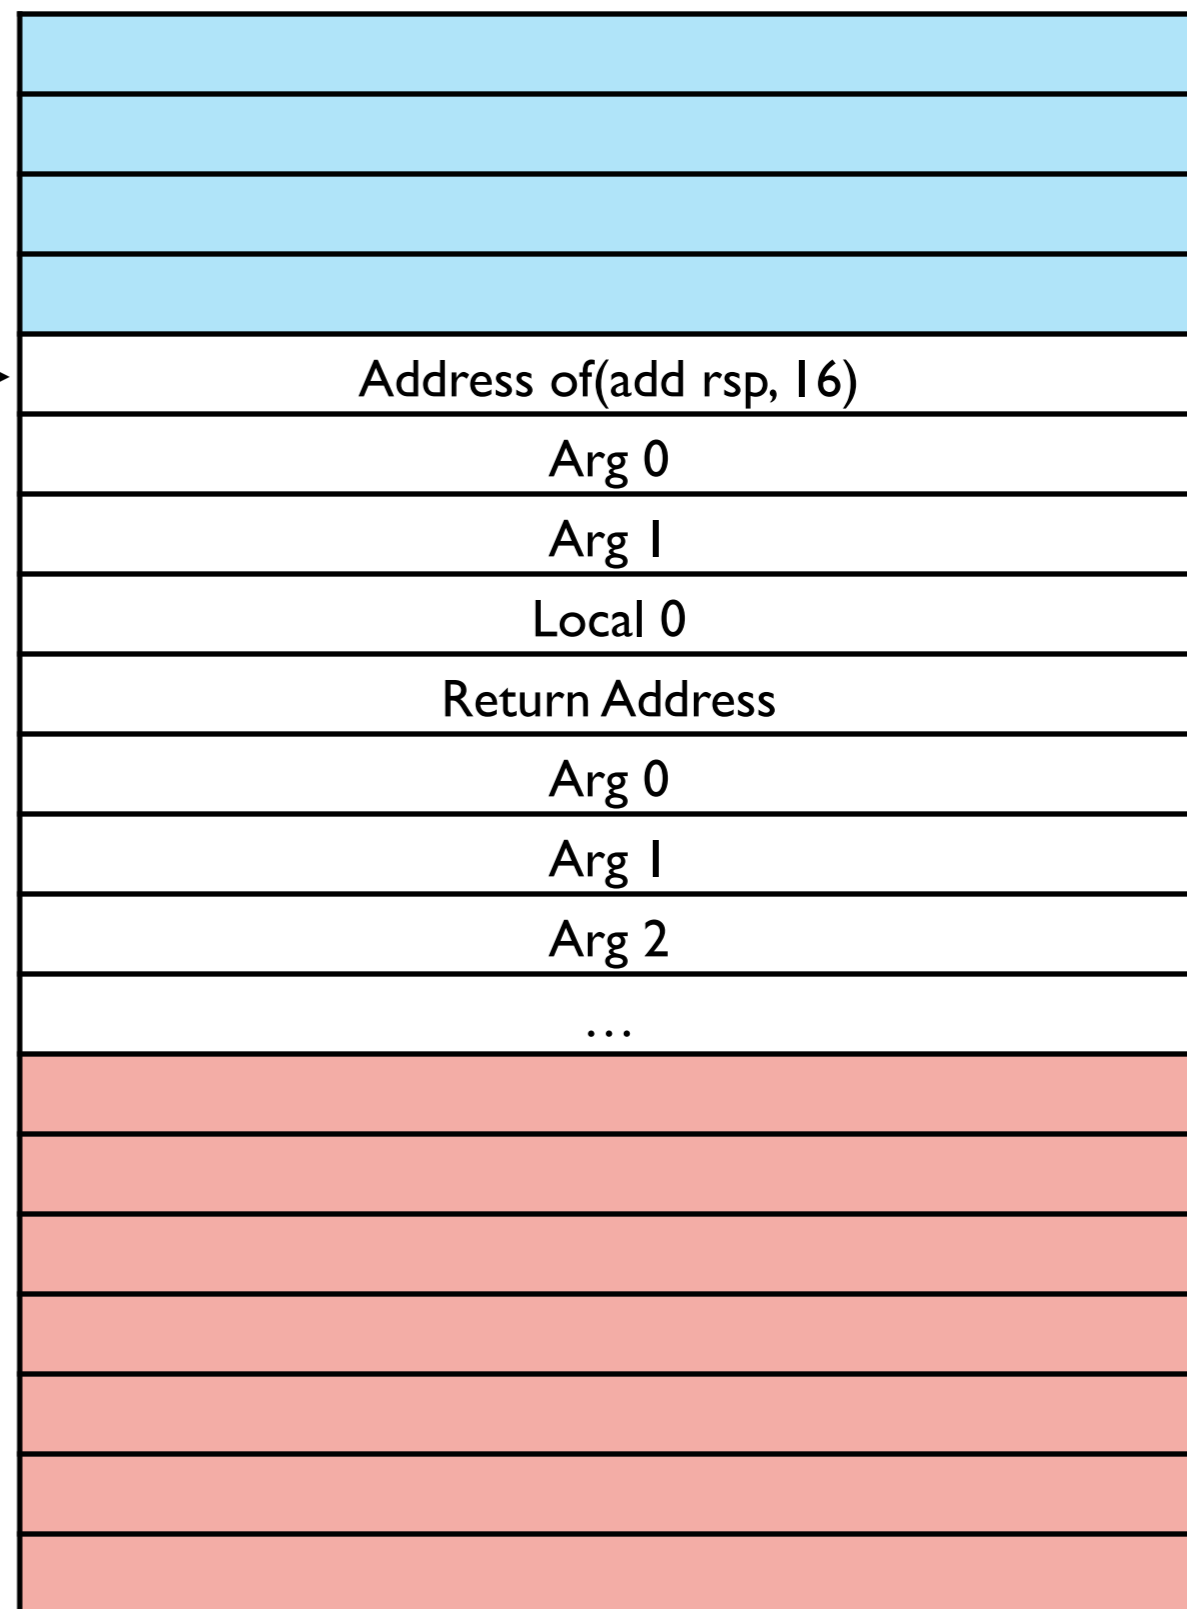 Address of(add rsp, 16)
Arg 0
Arg 1
Local 0
Return Address
Arg 0
Arg 1
Arg 2
…